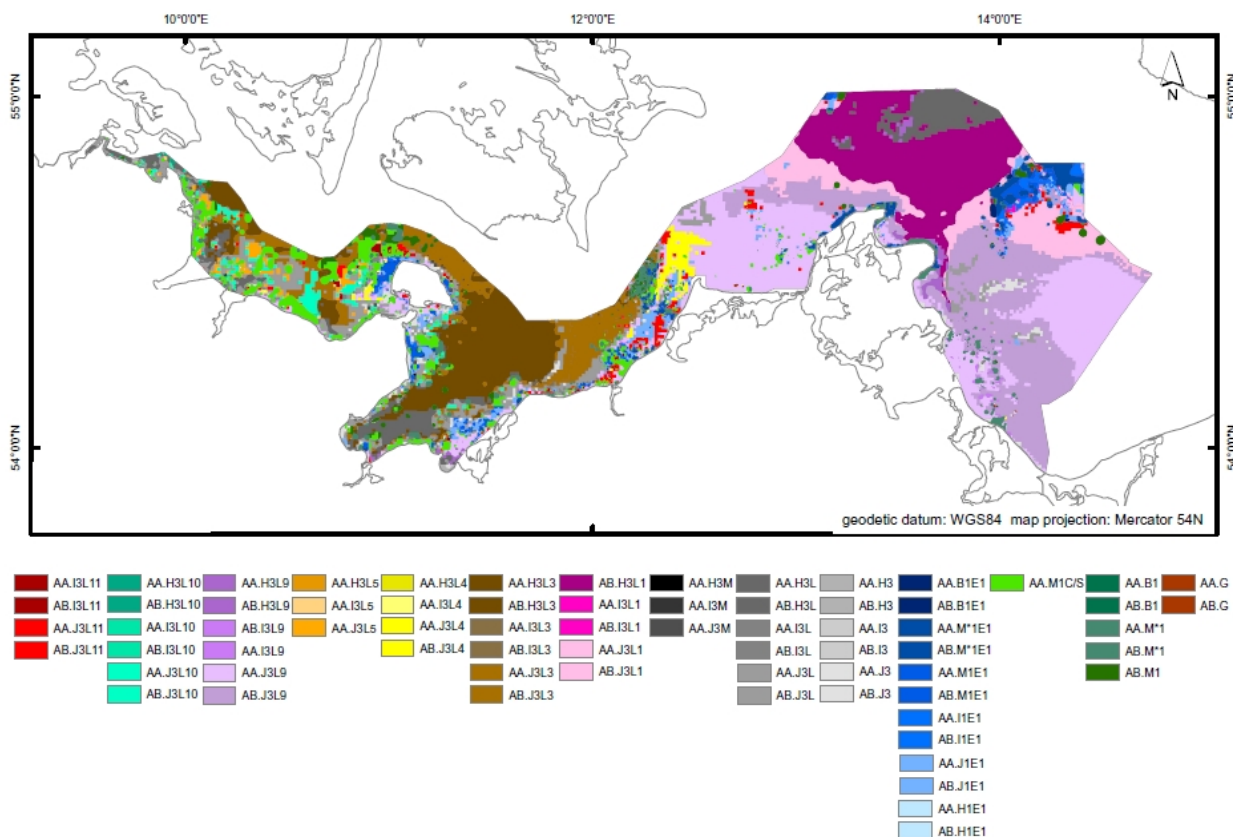 10°0'0"E 12°0'0"E 14°0'0"E
55°0'0"N 55°0'0"N
N
54°0'0"N 54°0'0"N
geodetic datum: WGS84 map projection: Mercator 54N
AA.I3L11 AA.H3L10 AA.H3L9 AA.H3L5 AA.H3L4 AA.H3L3 AB.H3L1 AA.H3M AA.H3L AA.H3 AA.B1E1 AA.M1C/S AA.B1 AA.G
AB.I3L11 AB.H3L10 AB.H3L9 AA.I3L5 AA.I3L4 AB.H3L3 AA.I3L1 AA.I3M AB.H3L AB.H3 AB.B1E1 AB.B1 AB.G
AA.J3L11 AA.I3L10 AB.I3L9 AA.J3L5 AA.J3L4 AA.I3L3 AB.I3L1 AA.J3M AA.I3L AA.I3 AA.M*1E1 AA.M*1
AB.J3L11 AB.I3L10 AA.I3L9 AB.J3L4 AB.I3L3 AA.J3L1 AB.I3L AB.I3 AB.M*1E1 AB.M*1
AA.J3L10 AA.J3L9 AA.J3L3 AB.J3L1 AA.J3L AA.J3 AA.M1E1 AB.M1
AB.J3L10 AB.J3L9 AB.J3L3 AB.J3L AB.J3 AB.M1E1
AA.I1E1
AB.I1E1
AA.J1E1
AB.J1E1
AA.H1E1
AB.H1E1